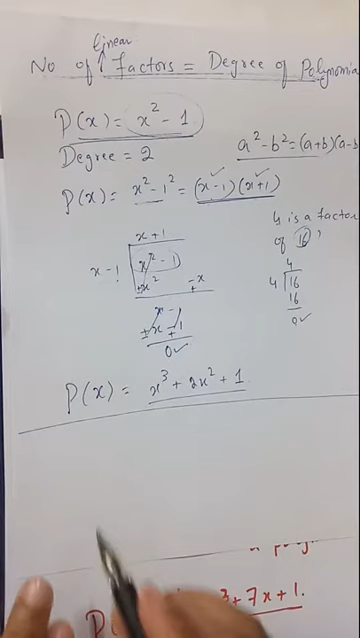 No of linear Factors = Degree of Polynomia
P(x) = x² - 1
Degree = 2
a² - b² = (a+b)(a-b
P(x) = x² - 1² = (x-1)(x+1)
4 is a factor
of 16
x + 1
x - 1
x² - 1
± x² - x
+
x - 1
± x - 1
+
0 ✓
4
4 16
16
0 ✓
P(x) = x³ + 2x² + 1
3 + 7x + 1.